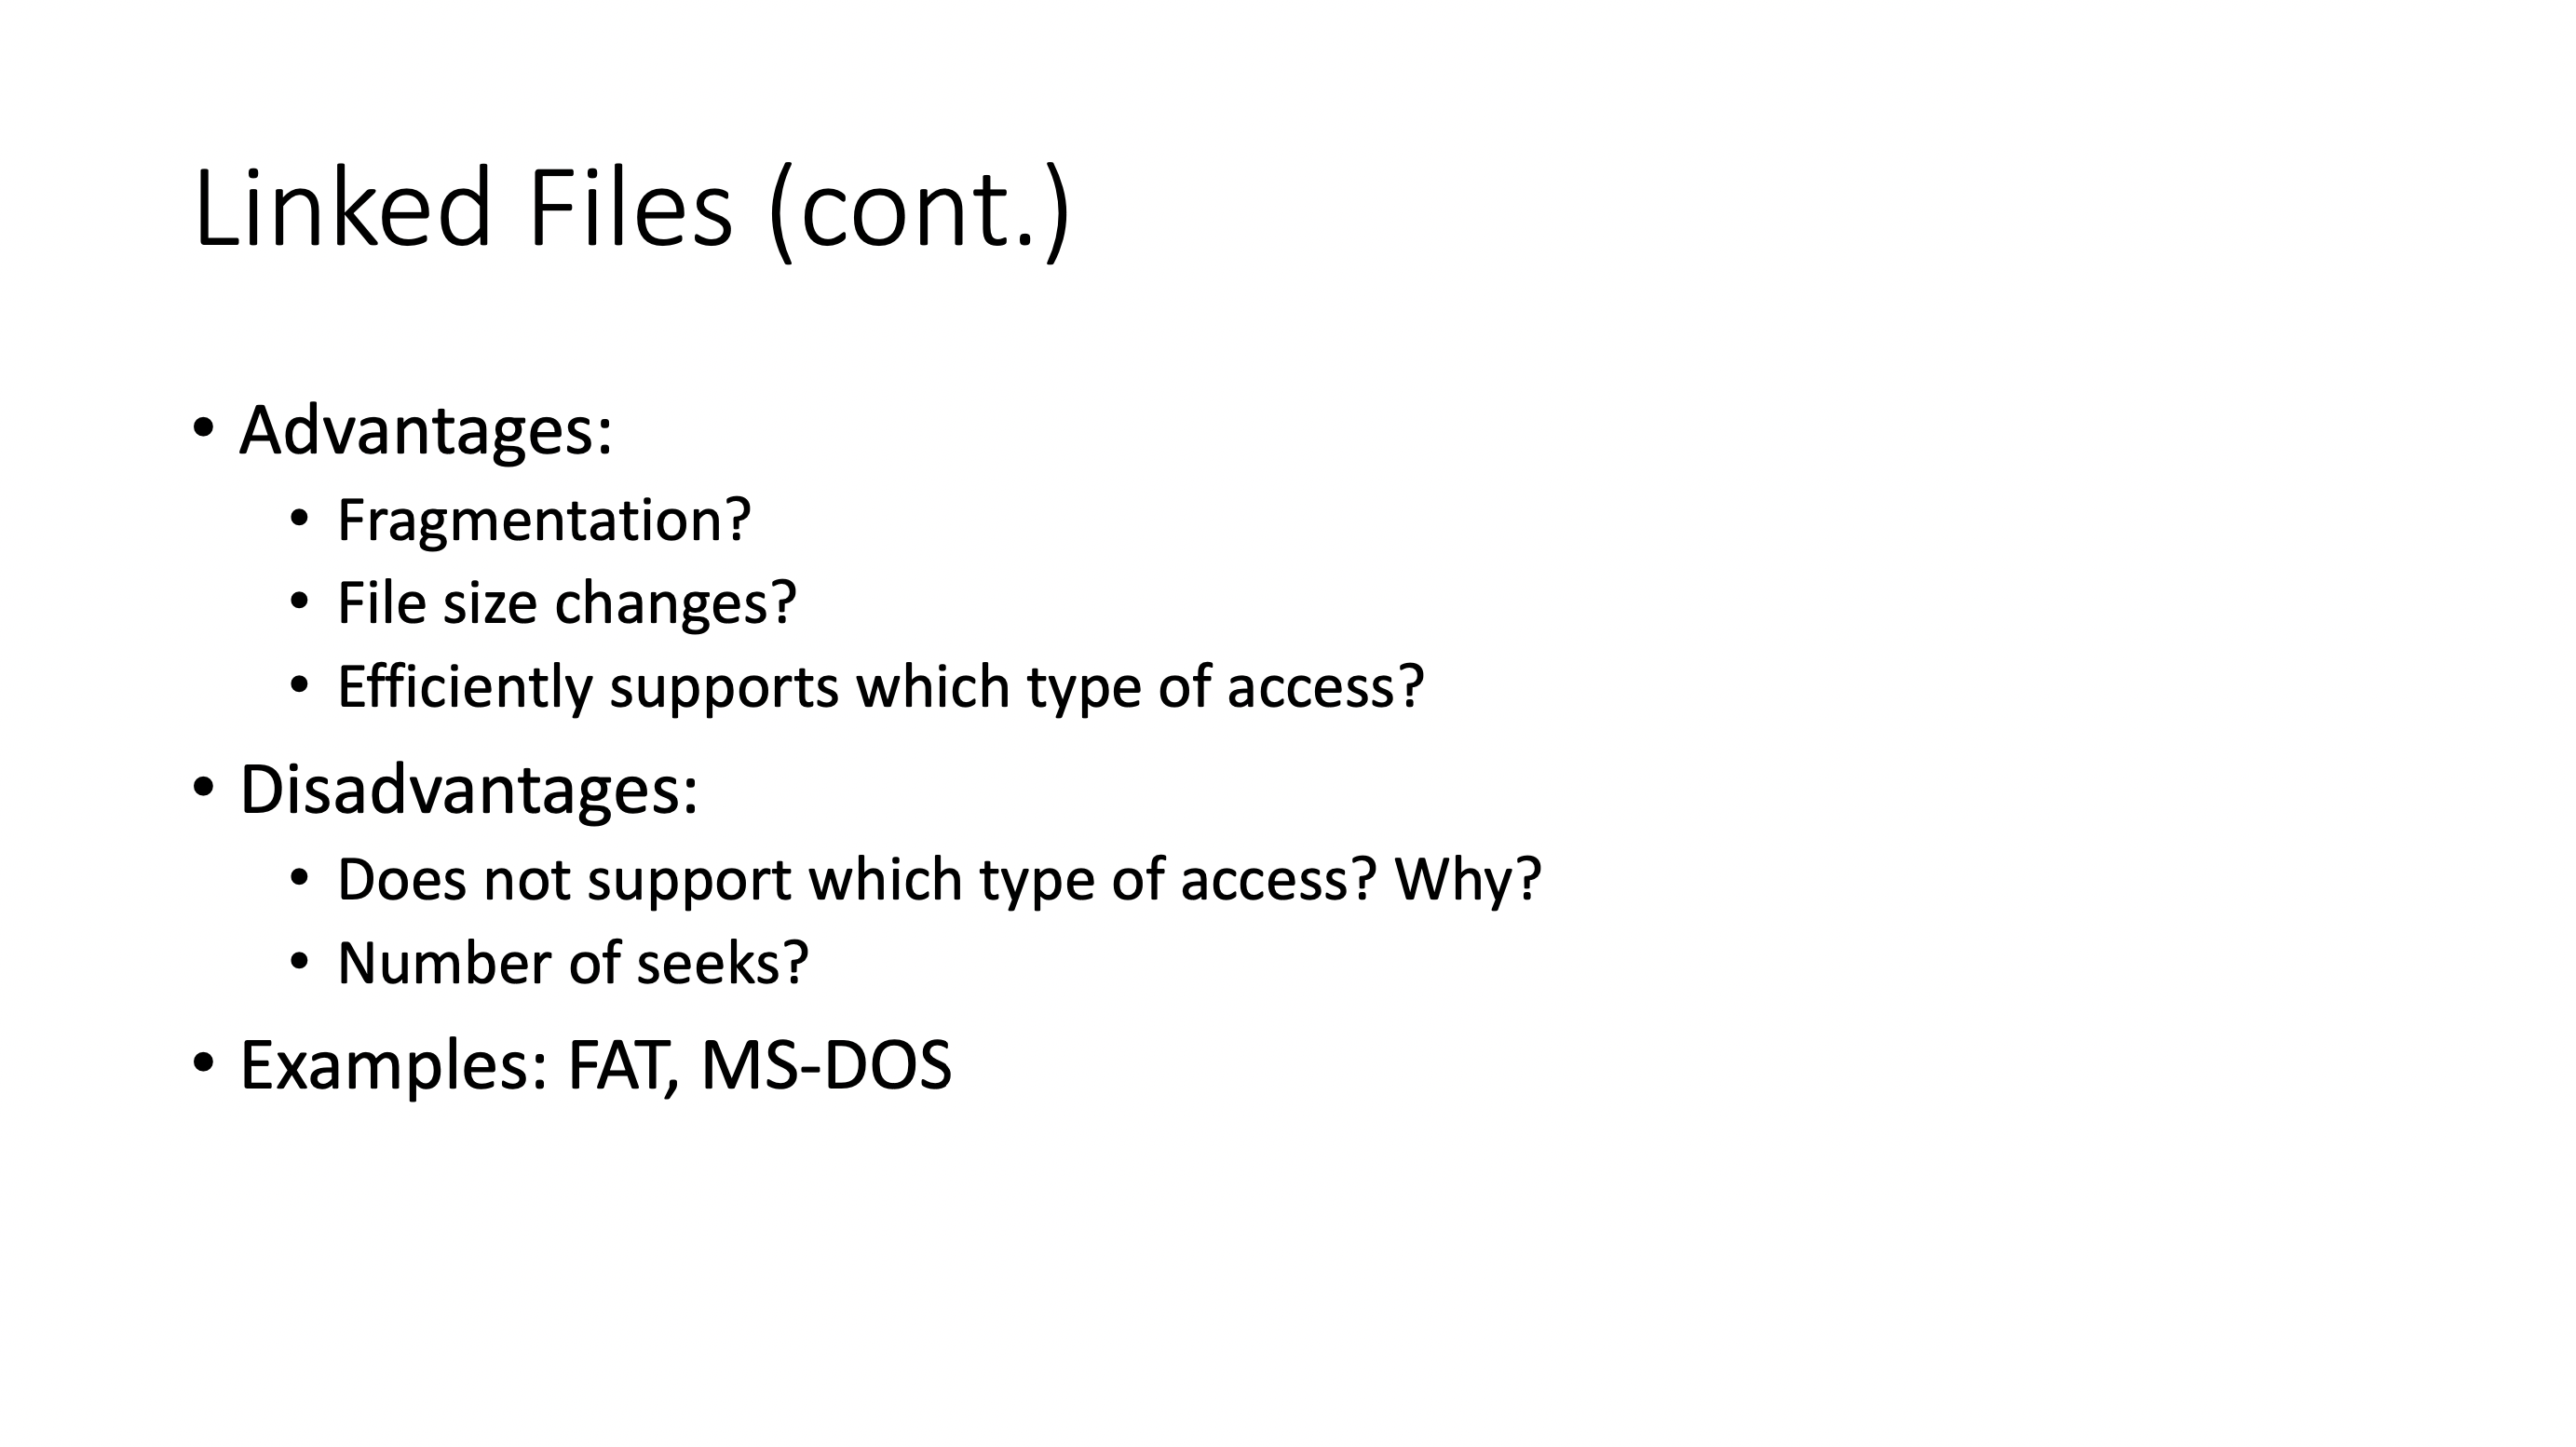 Linked Files (cont.)
• Advantages:
• Fragmentation?
• File size changes?
• Efficiently supports which type of access?
• Disadvantages:
• Does not support which type of access? Why?
• Number of seeks?
• Examples: FAT, MS-DOS